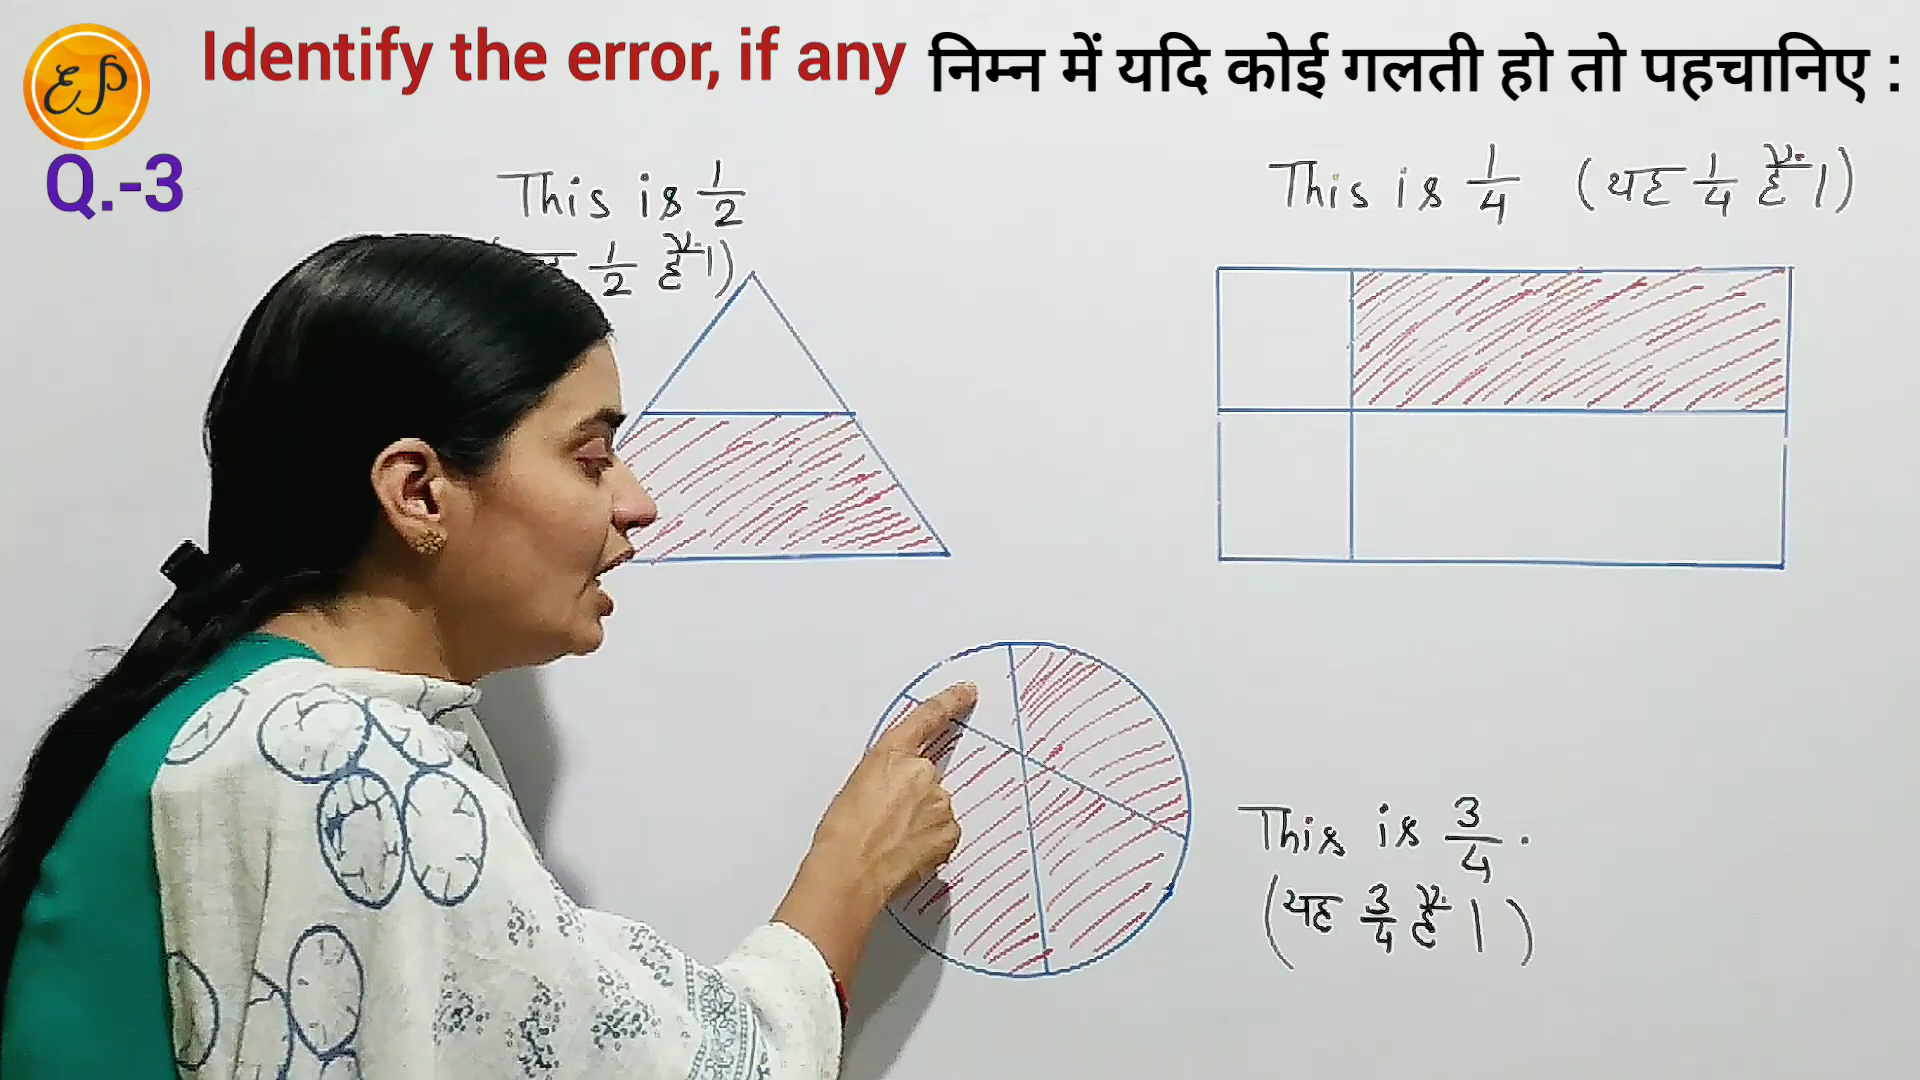 EP
Identify the error, if any निम्न में यदि कोई गलती हो तो पहचानिए :
Q.-3
This is 1/2
1/2 है।)
This is 1/4 (यह 1/4 है।)
This is 3/4.
(यह 3/4 है।)